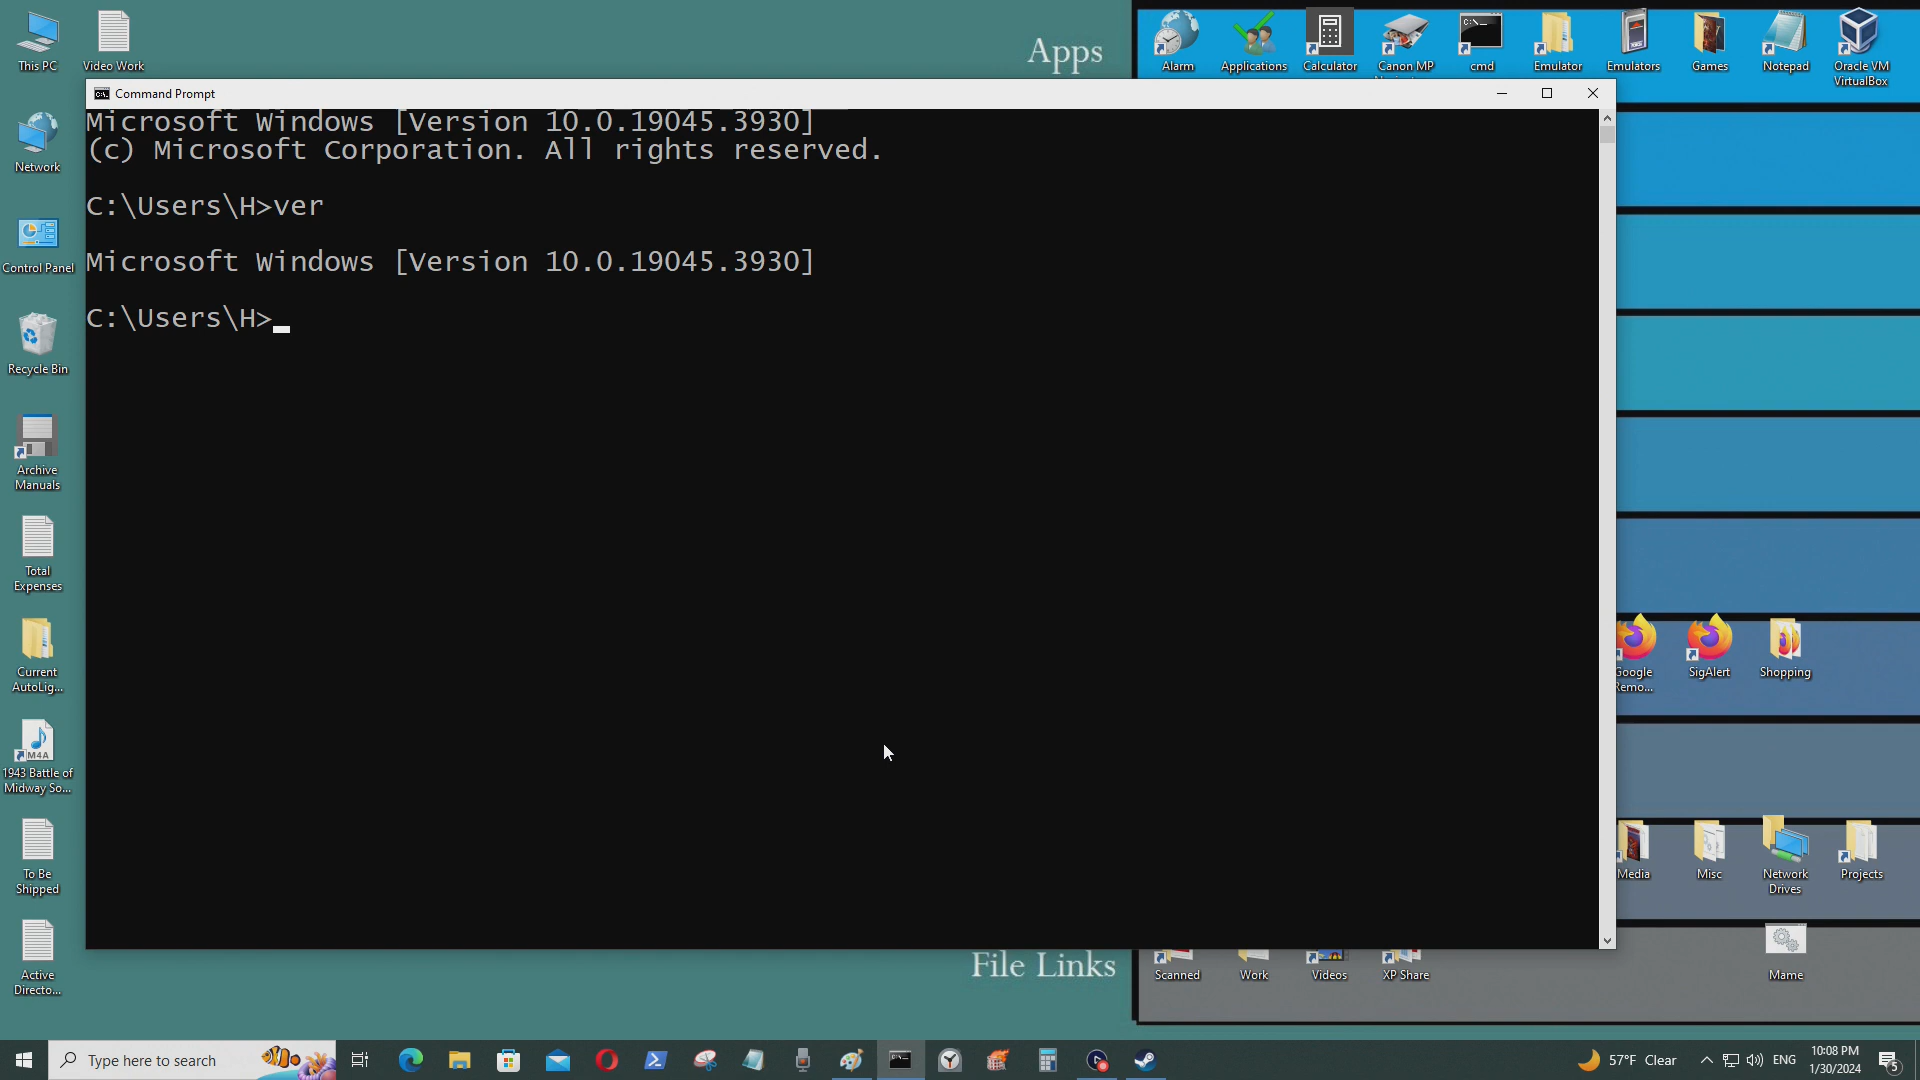 This PC
Video Work
Apps
Alarm
Applications
Calculator
Canon MP
cmd
Emulator
Emulators
Games
Notepad
Oracle VM
VirtualBox
Command Prompt
Microsoft Windows [Version 10.0.19045.3930]
(c) Microsoft Corporation. All rights reserved.
C:\Users\H>ver
Microsoft Windows [Version 10.0.19045.3930]
C:\Users\H>
Network
Control Panel
Recycle Bin
Archive
Manuals
Total
Expenses
Current
AutoLig...
M4A
1943 Battle of
Midway So...
To Be
Shipped
Active
Directo...
Google
Remo...
SigAlert
Shopping
Media
Misc
Network
Drives
Projects
File Links
Scanned
Work
Videos
XP Share
Mame
Type here to search
57°F Clear
ENG
10:08 PM
1/30/2024
5